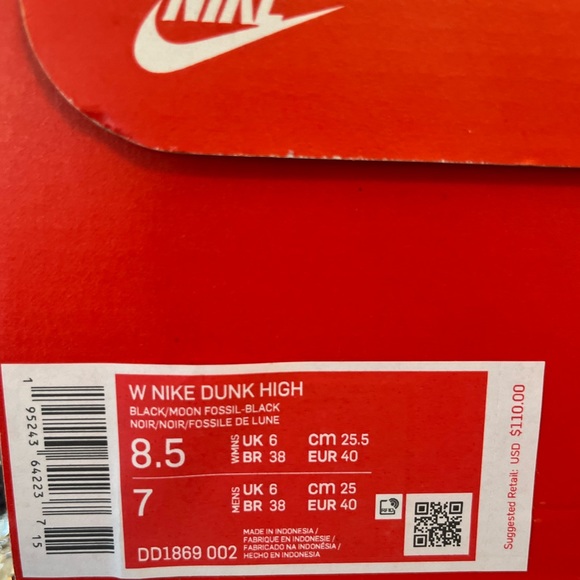 NIKE
W NIKE DUNK HIGH
BLACK/MOON FOSSIL-BLACK
NOIR/NOIR/FOSSILE DE LUNE
8.5 WMNS UK 6 cm 25.5
BR 38 EUR 40
7 MENS UK 6 cm 25
BR 38 EUR 40
MADE IN INDONESIA /
FABRIQUÉ EN INDONÉSIE /
FABRICADO NA INDONÉSIA /
HECHO EN INDONESIA
DD1869 002
1 95243 64223 7 15
Suggested Retail: USD $110.00